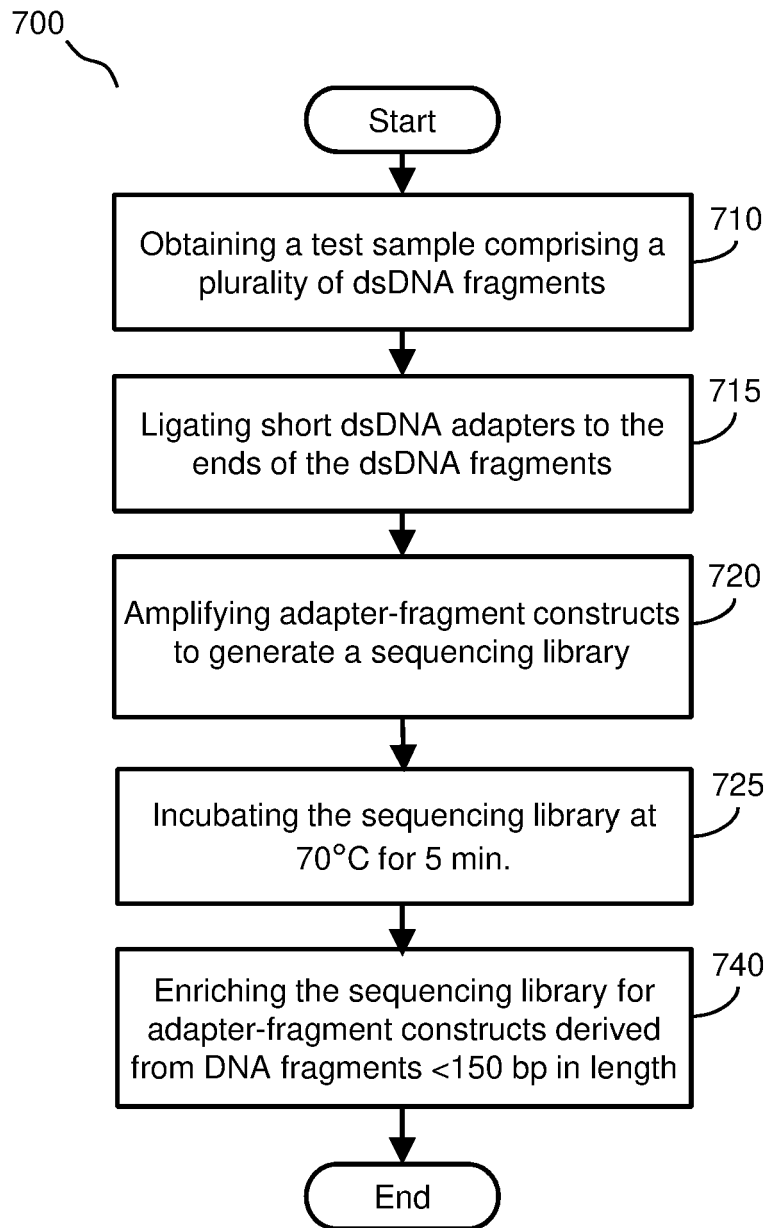 700
Start
710
Obtaining a test sample comprising a
plurality of dsDNA fragments
715
Ligating short dsDNA adapters to the
ends of the dsDNA fragments
720
Amplifying adapter-fragment constructs
to generate a sequencing library
725
Incubating the sequencing library at
70°C for 5 min.
740
Enriching the sequencing library for
adapter-fragment constructs derived
from DNA fragments <150 bp in length
End